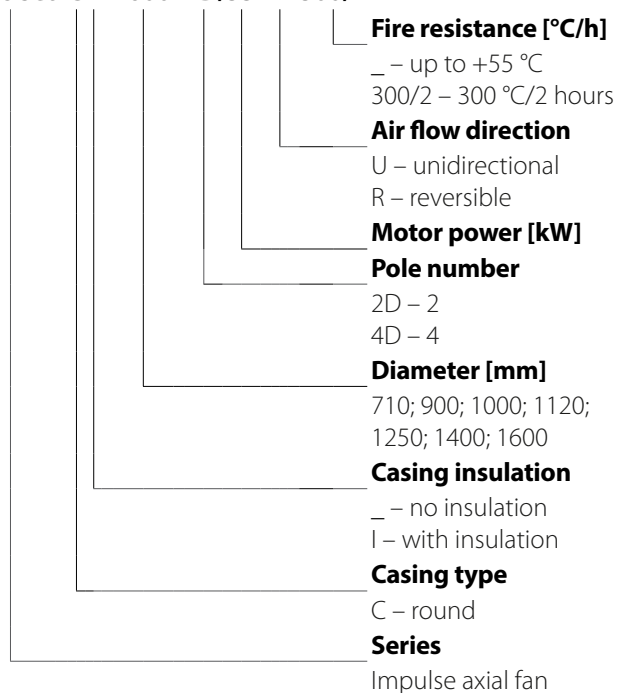 Fire resistance [°C/h]
_ – up to +55 °C
300/2 – 300 °C/2 hours
Air flow direction
U – unidirectional
R – reversible
Motor power [kW]
Pole number
2D – 2
4D – 4
Diameter [mm]
710; 900; 1000; 1120;
1250; 1400; 1600
Casing insulation
_ – no insulation
I – with insulation
Casing type
C – round
Series
Impulse axial fan